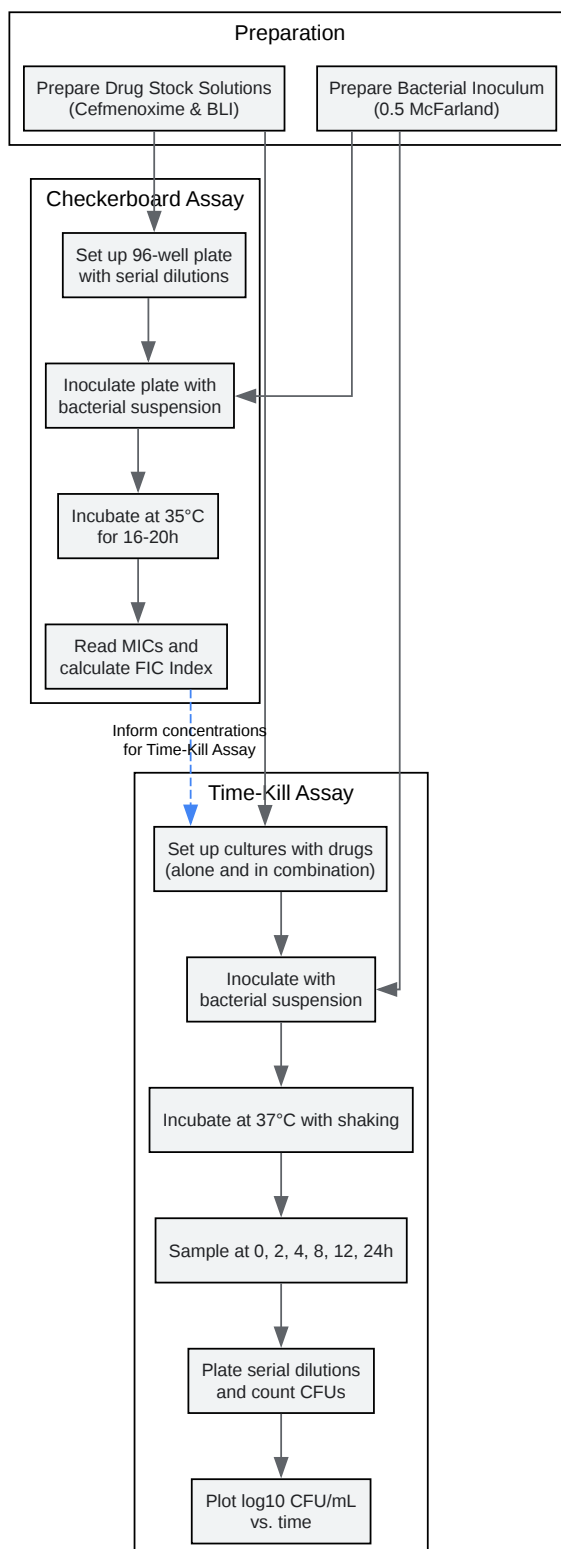 Preparation
Prepare Drug Stock Solutions
(Cefmenoxime & BLI)
Prepare Bacterial Inoculum
(0.5 McFarland)
Checkerboard Assay
Set up 96-well plate
with serial dilutions
Inoculate plate with
bacterial suspension
Incubate at 35°C
for 16-20h
Read MICs and
calculate FIC Index
Inform concentrations
for Time-Kill Assay
Time-Kill Assay
Set up cultures with drugs
(alone and in combination)
Inoculate with
bacterial suspension
Incubate at 37°C with shaking
Sample at 0, 2, 4, 8, 12, 24h
Plate serial dilutions
and count CFUs
Plot log10 CFU/mL
vs. time